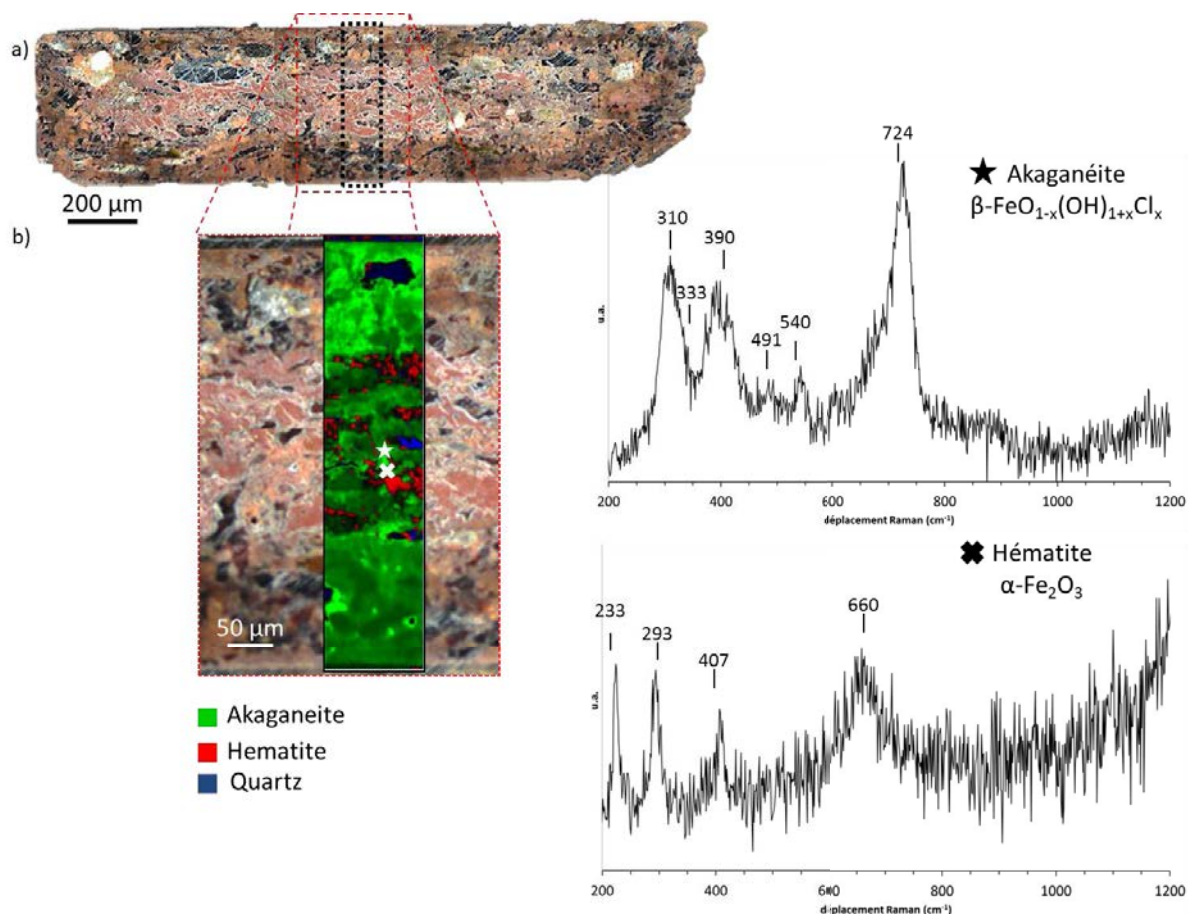 a)
200 μm
b)
50 μm
Akaganeite
Hematite
Quartz
724
310
390
333
491
540
★ Akaganéite
β-FeO₁₋ₓ(OH)₁₊ₓClₓ
u.a.
200 400 600 800 1000 1200
déplacement Raman (cm⁻¹)
✖ Hématite
α-Fe₂O₃
233
293
407
660
u.a.
200 400 600 800 1000 1200
déplacement Raman (cm⁻¹)